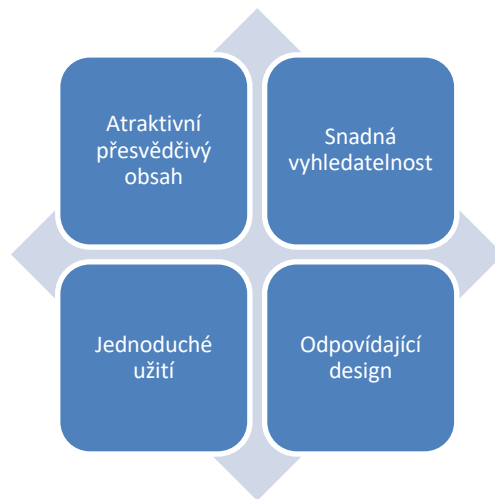 Atraktivní
přesvědčivý
obsah
Snadná
vyhledatelnost
Jednoduché
užití
Odpovídající
design